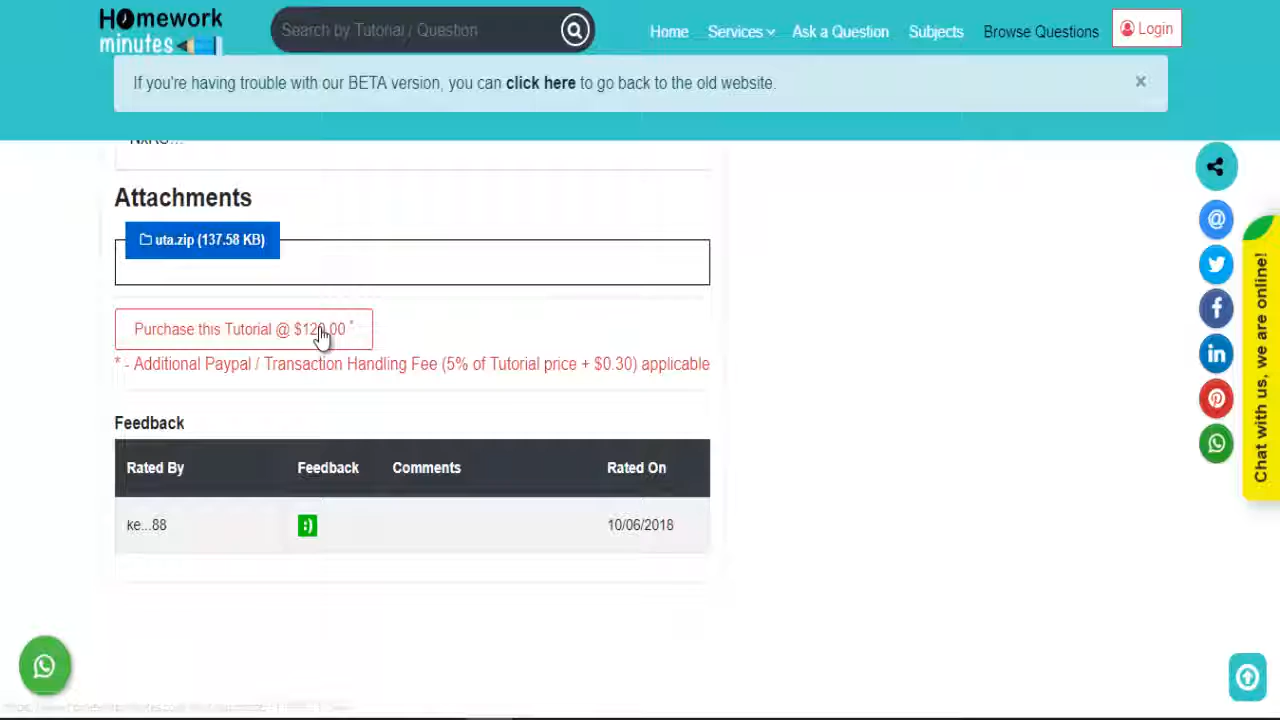 Homework
minutes
Search by Tutorial / Question
Home Services Ask a Question Subjects Browse Questions Login
If you're having trouble with our BETA version, you can click here to go back to the old website. ×
Attachments
uta.zip (137.58 KB)
Purchase this Tutorial @ $120.00 *
* - Additional Paypal / Transaction Handling Fee (5% of Tutorial price + $0.30) applicable
Feedback
Rated By Feedback Comments Rated On
ke...88 :) 10/06/2018
Chat with us, we are online!